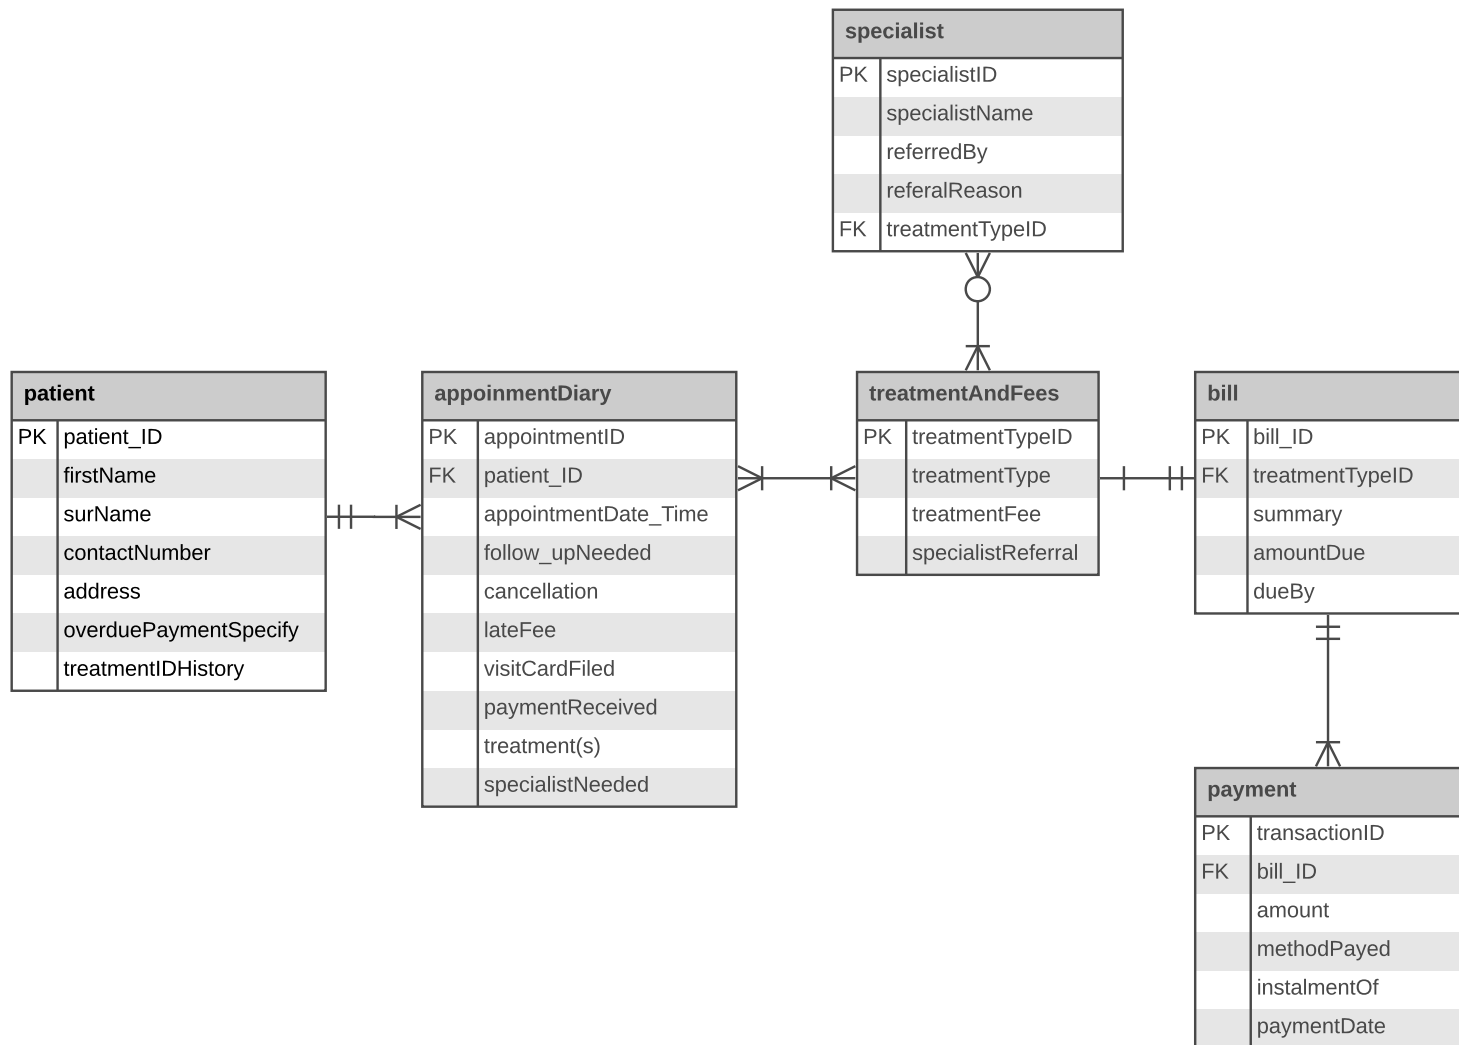 specialist
PK specialistID
specialistName
referredBy
referalReason
FK treatmentTypeID
patient
PK patient_ID
firstName
surName
contactNumber
address
overduePaymentSpecify
treatmentIDHistory
appoinmentDiary
PK appointmentID
FK patient_ID
appointmentDate_Time
follow_upNeeded
cancellation
lateFee
visitCardFiled
paymentReceived
treatment(s)
specialistNeeded
treatmentAndFees
PK treatmentTypeID
treatmentType
treatmentFee
specialistReferral
bill
PK bill_ID
FK treatmentTypeID
summary
amountDue
dueBy
payment
PK transactionID
FK bill_ID
amount
methodPayed
instalmentOf
paymentDate